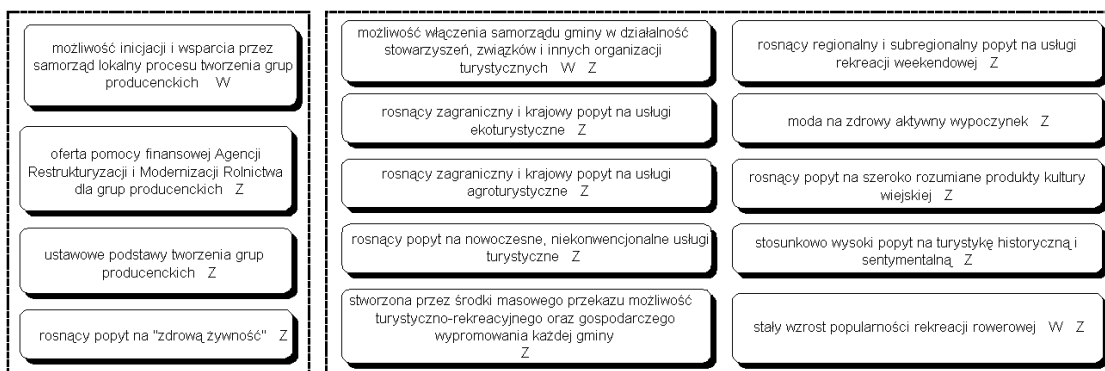 możliwość inicjacji i wsparcia przez
samorząd lokalny procesu tworzenia grup
producenckich W
oferta pomocy finansowej Agencji
Restrukturyzacji i Modernizacji Rolnictwa
dla grup producenckich Z
ustawowe podstawy tworzenia grup
producenckich Z
rosnący popyt na "zdrową żywność" Z
możliwość włączenia samorządu gminy w działalność
stowarzyszeń, związków i innych organizacji
turystycznych W Z
rosnący zagraniczny i krajowy popyt na usługi
ekoturystyczne Z
rosnący zagraniczny i krajowy popyt na usługi
agroturystyczne Z
rosnący popyt na nowoczesne, niekonwencjonalne usługi
turystyczne Z
stworzona przez środki masowego przekazu możliwość
turystyczno-rekreacyjnego oraz gospodarczego
wypromowania każdej gminy
Z
rosnący regionalny i subregionalny popyt na usługi
rekreacji weekendowej Z
moda na zdrowy aktywny wypoczynek Z
rosnący popyt na szeroko rozumiane produkty kultury
wiejskiej Z
stosunkowo wysoki popyt na turystykę historyczną i
sentymentalną Z
stały wzrost popularności rekreacji rowerowej W Z